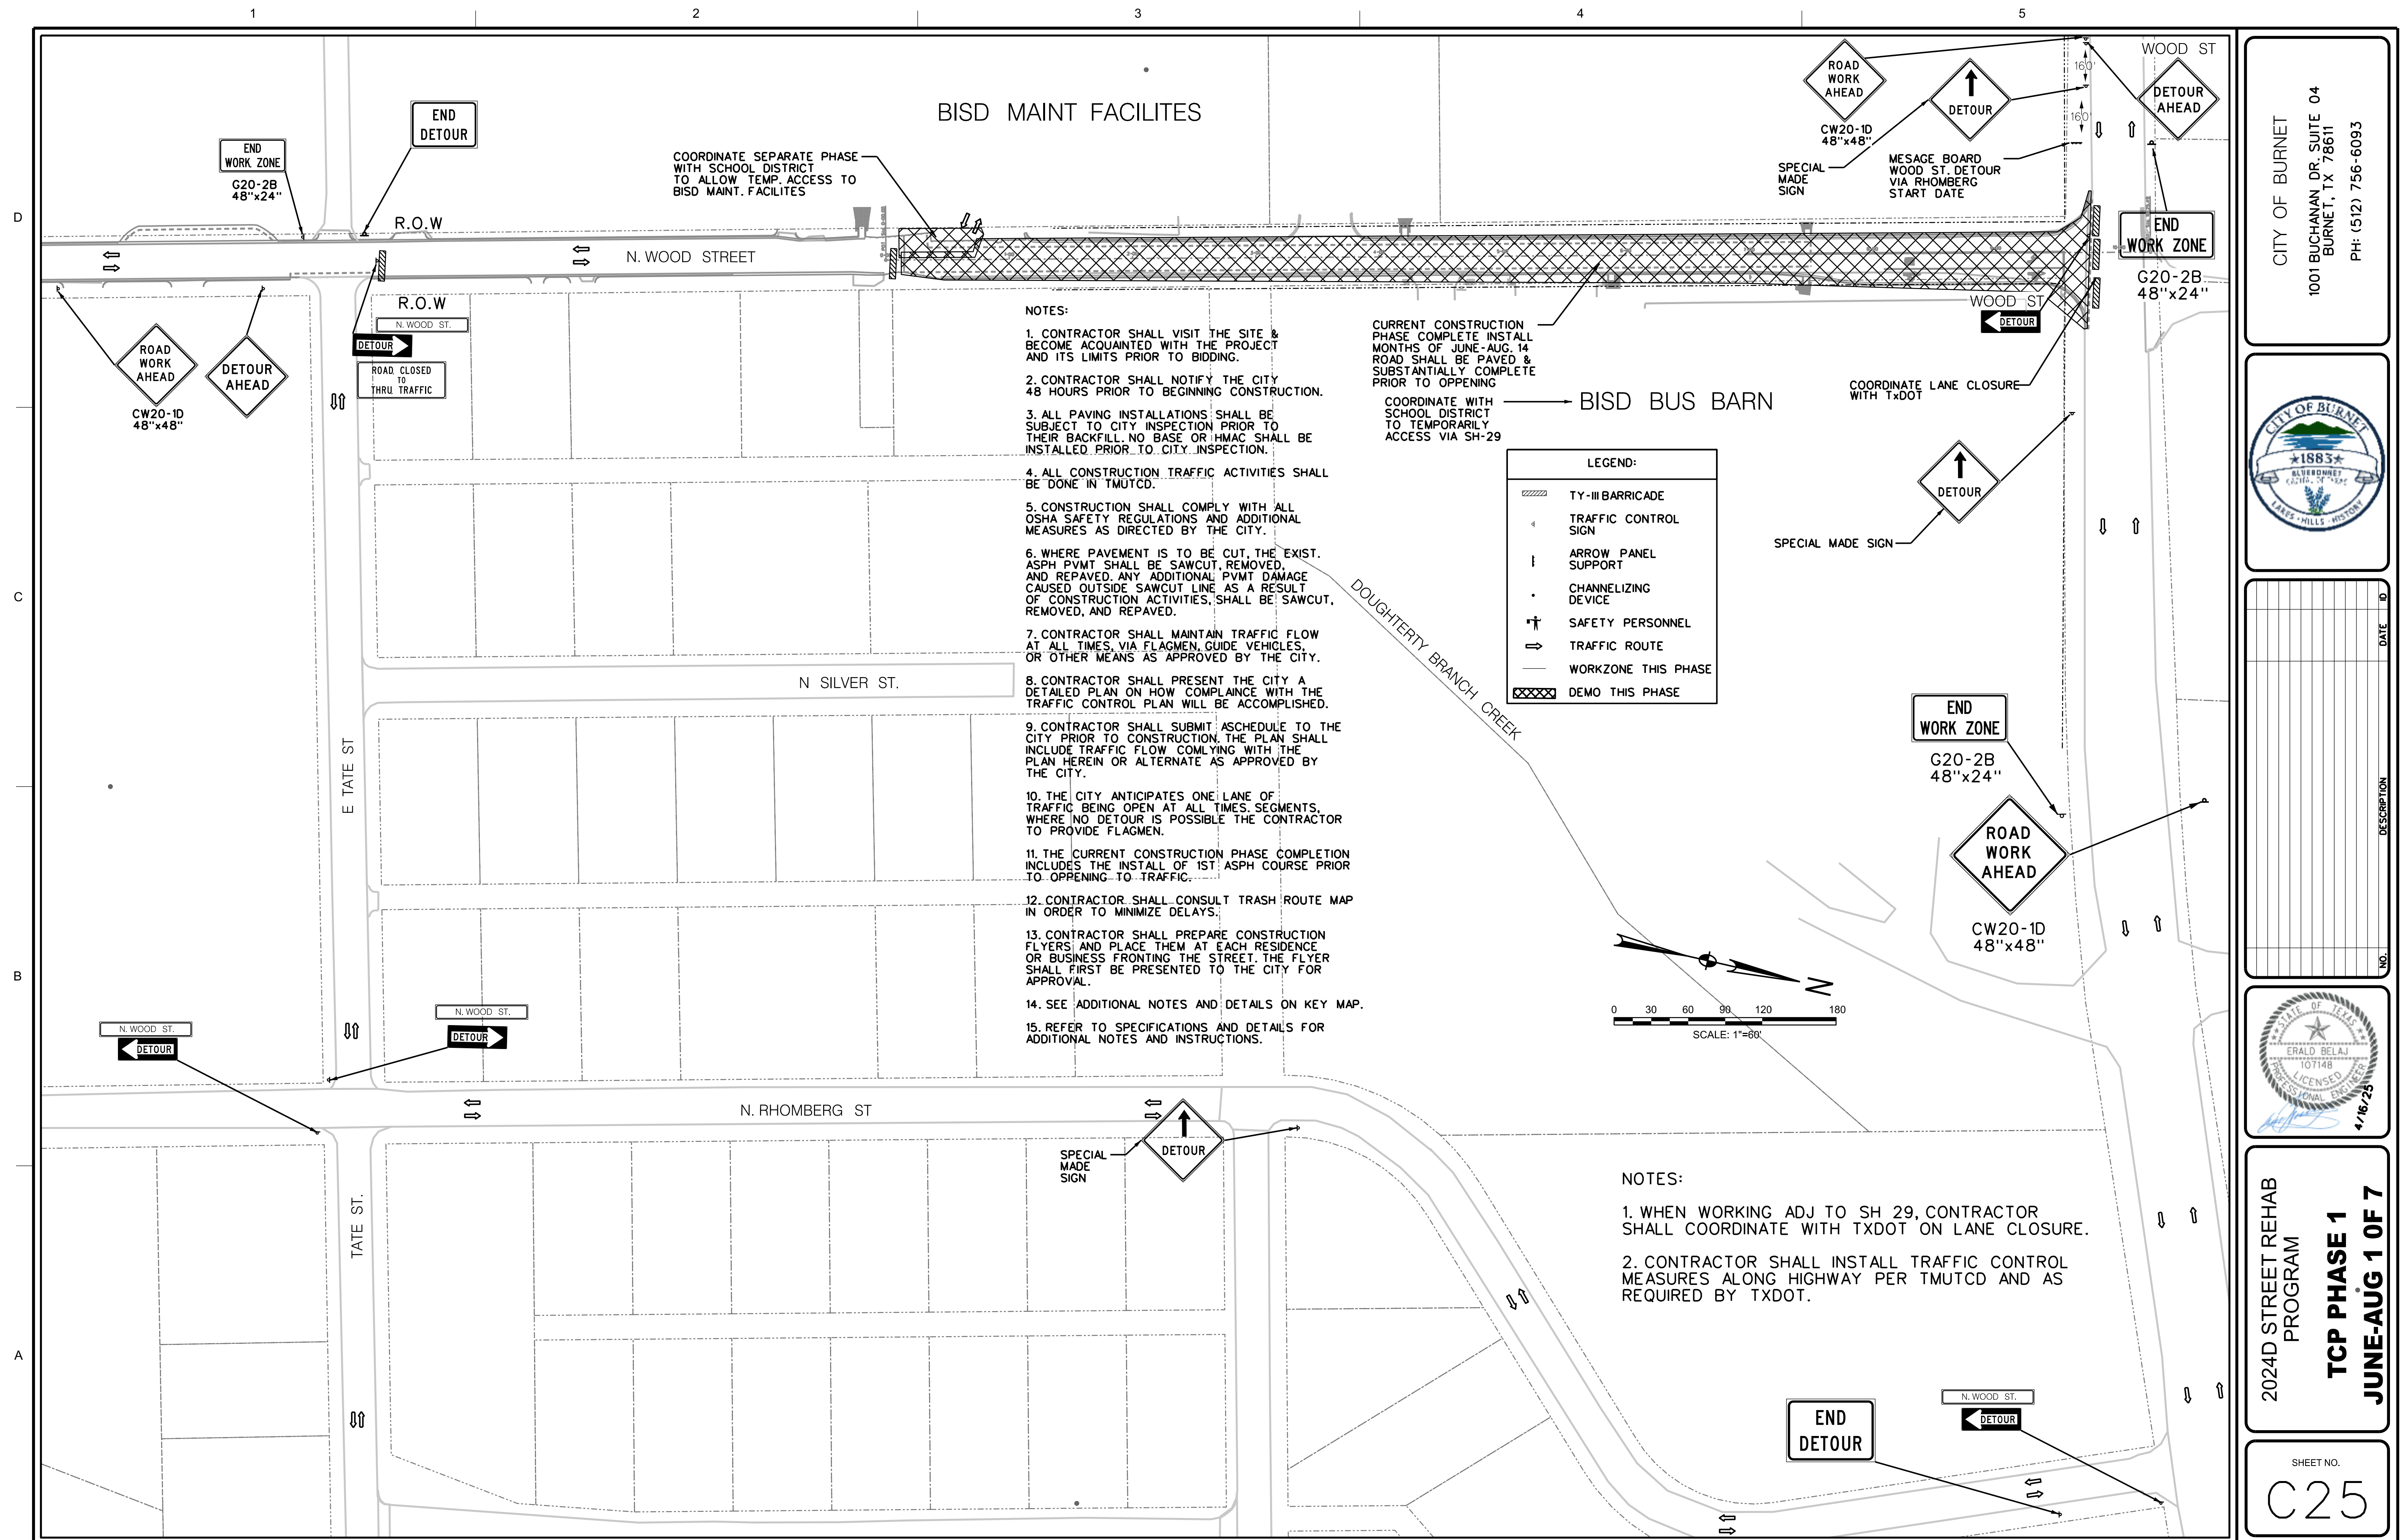 1
2
3
4
5
D
C
B
A
BISD MAINT FACILITES
END
DETOUR
END
WORK ZONE
G20-2B
48"x24"
COORDINATE SEPARATE PHASE
WITH SCHOOL DISTRICT
TO ALLOW TEMP. ACCESS TO
BISD MAINT. FACILITES
R.O.W
N. WOOD STREET
R.O.W
N. WOOD ST.
DETOUR
ROAD CLOSED
TO
THRU TRAFFIC
ROAD
WORK
AHEAD
CW20-1D
48"x48"
DETOUR
AHEAD
ROAD
WORK
AHEAD
CW20-1D
48"x48"
DETOUR
SPECIAL
MADE
SIGN
MESAGE BOARD
WOOD ST. DETOUR
VIA RHOMBERG
START DATE
160'
160'
WOOD ST
DETOUR
AHEAD
END
WORK ZONE
G20-2B
48"x24"
WOOD ST
DETOUR
COORDINATE LANE CLOSURE
WITH TxDOT
CURRENT CONSTRUCTION
PHASE COMPLETE INSTALL
MONTHS OF JUNE-AUG. 14
ROAD SHALL BE PAVED &
SUBSTANTIALLY COMPLETE
PRIOR TO OPPENING
COORDINATE WITH
SCHOOL DISTRICT
TO TEMPORARILY
ACCESS VIA SH-29
BISD BUS BARN
DETOUR
SPECIAL MADE SIGN
NOTES:
1. CONTRACTOR SHALL VISIT THE SITE &
BECOME ACQUAINTED WITH THE PROJECT
AND ITS LIMITS PRIOR TO BIDDING.
2. CONTRACTOR SHALL NOTIFY THE CITY
48 HOURS PRIOR TO BEGINNING CONSTRUCTION.
3. ALL PAVING INSTALLATIONS SHALL BE
SUBJECT TO CITY INSPECTION PRIOR TO
THEIR BACKFILL. NO BASE OR HMAC SHALL BE
INSTALLED PRIOR TO CITY INSPECTION.
4. ALL CONSTRUCTION TRAFFIC ACTIVITIES SHALL
BE DONE IN TMUTCD.
5. CONSTRUCTION SHALL COMPLY WITH ALL
OSHA SAFETY REGULATIONS AND ADDITIONAL
MEASURES AS DIRECTED BY THE CITY.
6. WHERE PAVEMENT IS TO BE CUT, THE EXIST.
ASPH PVMT SHALL BE SAWCUT, REMOVED,
AND REPAVED. ANY ADDITIONAL PVMT DAMAGE
CAUSED OUTSIDE SAWCUT LINE AS A RESULT
OF CONSTRUCTION ACTIVITIES, SHALL BE SAWCUT,
REMOVED, AND REPAVED.
7. CONTRACTOR SHALL MAINTAIN TRAFFIC FLOW
AT ALL TIMES, VIA FLAGMEN, GUIDE VEHICLES,
OR OTHER MEANS AS APPROVED BY THE CITY.
8. CONTRACTOR SHALL PRESENT THE CITY A
DETAILED PLAN ON HOW COMPLAINCE WITH THE
TRAFFIC CONTROL PLAN WILL BE ACCOMPLISHED.
9. CONTRACTOR SHALL SUBMIT ASCHEDULE TO THE
CITY PRIOR TO CONSTRUCTION. THE PLAN SHALL
INCLUDE TRAFFIC FLOW COMLYING WITH THE
PLAN HEREIN OR ALTERNATE AS APPROVED BY
THE CITY.
10. THE CITY ANTICIPATES ONE LANE OF
TRAFFIC BEING OPEN AT ALL TIMES. SEGMENTS,
WHERE NO DETOUR IS POSSIBLE THE CONTRACTOR
TO PROVIDE FLAGMEN.
11. THE CURRENT CONSTRUCTION PHASE COMPLETION
INCLUDES THE INSTALL OF 1ST ASPH COURSE PRIOR
TO OPPENING TO TRAFFIC.
12. CONTRACTOR SHALL CONSULT TRASH ROUTE MAP
IN ORDER TO MINIMIZE DELAYS.
13. CONTRACTOR SHALL PREPARE CONSTRUCTION
FLYERS AND PLACE THEM AT EACH RESIDENCE
OR BUSINESS FRONTING THE STREET. THE FLYER
SHALL FIRST BE PRESENTED TO THE CITY FOR
APPROVAL.
14. SEE ADDITIONAL NOTES AND DETAILS ON KEY MAP.
15. REFER TO SPECIFICATIONS AND DETAILS FOR
ADDITIONAL NOTES AND INSTRUCTIONS.
LEGEND:
TY-III BARRICADE
TRAFFIC CONTROL
SIGN
ARROW PANEL
SUPPORT
CHANNELIZING
DEVICE
SAFETY PERSONNEL
TRAFFIC ROUTE
WORKZONE THIS PHASE
DEMO THIS PHASE
DOUGHTERTY BRANCH CREEK
N SILVER ST.
E TATE ST
END
WORK ZONE
G20-2B
48"x24"
ROAD
WORK
AHEAD
CW20-1D
48"x48"
N
0 30 60 90 120 180
SCALE: 1"=60'
N. WOOD ST.
DETOUR
N. WOOD ST.
DETOUR
N. RHOMBERG ST
SPECIAL
MADE
SIGN
DETOUR
TATE ST.
NOTES:
1. WHEN WORKING ADJ TO SH 29, CONTRACTOR
SHALL COORDINATE WITH TXDOT ON LANE CLOSURE.
2. CONTRACTOR SHALL INSTALL TRAFFIC CONTROL
MEASURES ALONG HIGHWAY PER TMUTCD AND AS
REQUIRED BY TXDOT.
END
DETOUR
N. WOOD ST.
DETOUR
CITY OF BURNET
1001 BUCHANAN DR. SUITE 04
BURNET, TX 78611
PH: (512) 756-6093
CITY OF BURNET
★1883★
BLUEBONNET
CAPITAL OF TEXAS
LAKES • HILLS • HISTORY
NO. DESCRIPTION DATE ID
STATE OF TEXAS
ERALD BELAJ
107148
LICENSED
PROFESSIONAL ENGINEER
4/16/25
2024D STREET REHAB
PROGRAM
TCP PHASE 1
JUNE-AUG 1 0F 7
SHEET NO.
C25